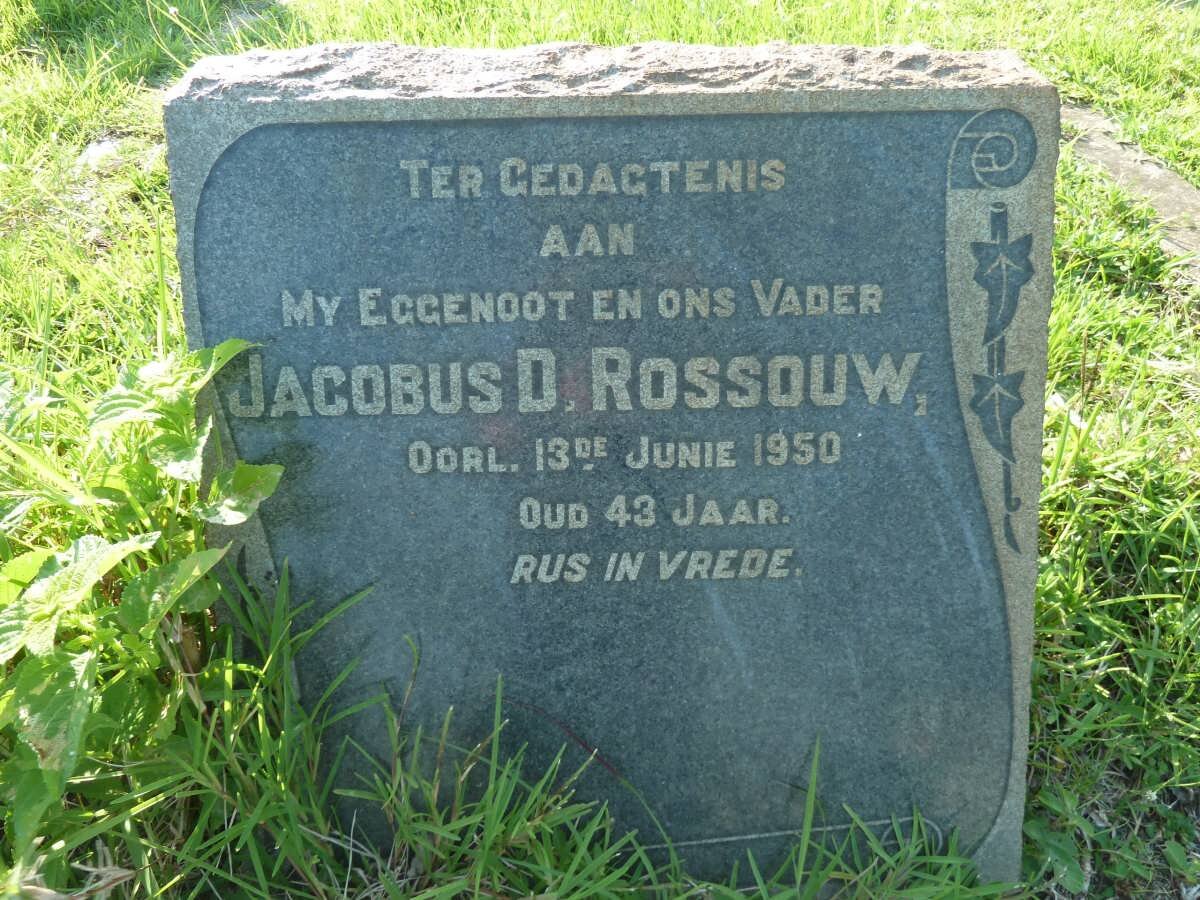 TER GEDAGTENIS
AAN
MY EGGENOOT EN ONS VADER
JACOBUS D. ROSSOUW,
OORL. 13DE JUNIE 1950
OUD 43 JAAR.
RUS IN VREDE.